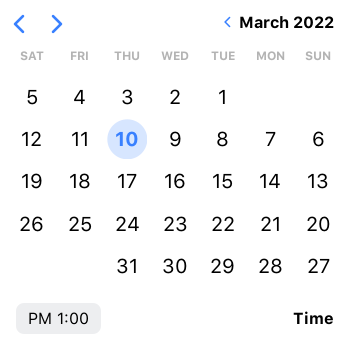 March 2022
SAT FRI THU WED TUE MON SUN
5 4 3 2 1
12 11 10 9 8 7 6
19 18 17 16 15 14 13
26 25 24 23 22 21 20
31 30 29 28 27
PM 1:00 Time